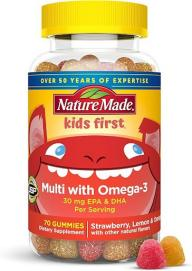 OVER 50 YEARS OF EXPERTISE
Nature Made
kids first
Multi with Omega-3
30 mg EPA & DHA
Per Serving
70 GUMMIES
Dietary Supplement
Strawberry, Lemon &
with other natural flavors